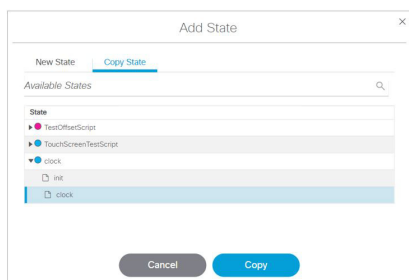 Add State
New State Copy State
Available States
State
TestOffsetScript
TouchScreenTestScript
clock
init
clock
Cancel Copy